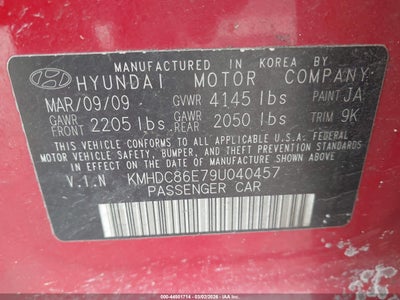 MANUFACTURED IN KOREA BY
HYUNDAI MOTOR COMPANY
MAR/09/09 GVWR 4145 lbs PAINT JA
GAWR FRONT 2205 lbs GAWR REAR 2050 lbs TRIM 9K
THIS VEHICLE CONFORMS TO ALL APPLICABLE U.S.A. FEDERAL
MOTOR VEHICLE SAFETY, BUMPER, AND THEFT PREVENTION
STANDARDS IN EFFECT ON THE DATE OF MANUFACTURE
SHOWN ABOVE.
V.I.N KMHDC86E79U040457
PASSENGER CAR